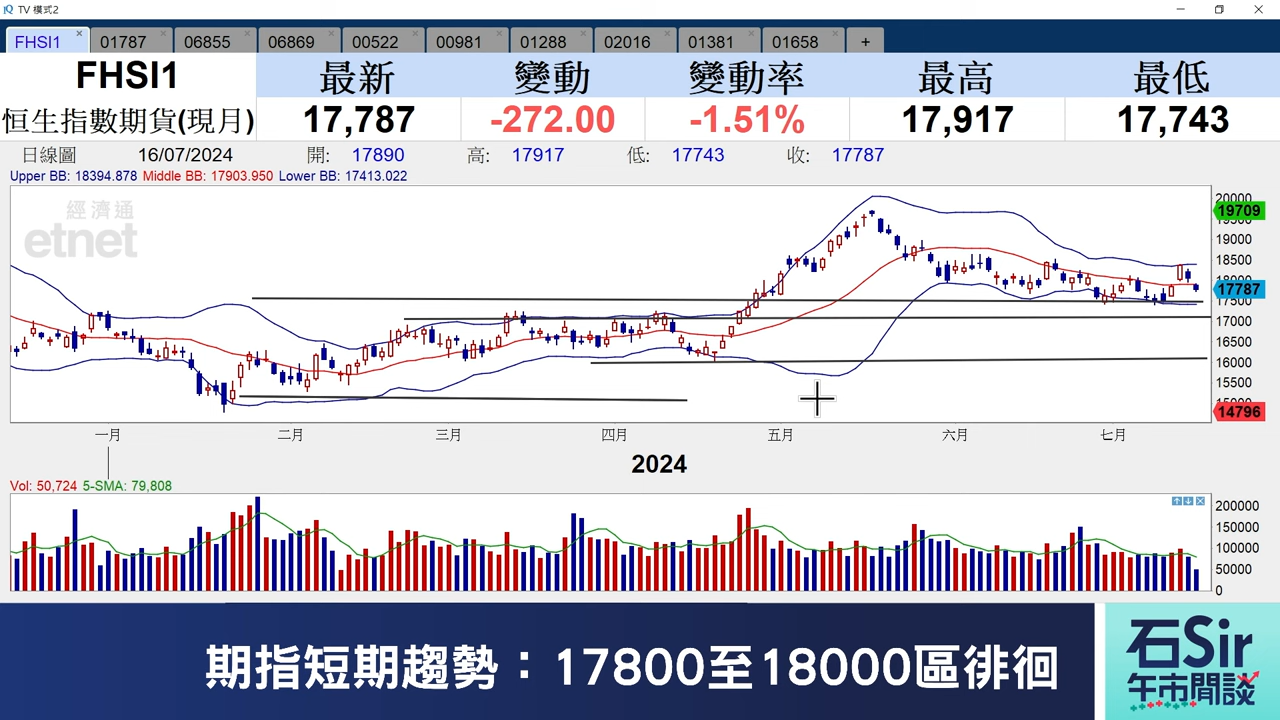 TV 模式2
FHSI1 01787 06855 06869 00522 00981 01288 02016 01381 01658 +
FHSI1 最新 變動 變動率 最高 最低
恒生指數期貨(現月) 17,787 -272.00 -1.51% 17,917 17,743
日線圖 16/07/2024 開: 17890 高: 17917 低: 17743 收: 17787
Upper BB: 18394.878 Middle BB: 17903.950 Lower BB: 17413.022
經濟通
etnet
20000
19709
19000
18500
17787
17500
17000
16500
16000
15500
14796
一月 二月 三月 四月 五月 六月 七月
2024
Vol: 50,724 5-SMA: 79,808
200000
150000
100000
50000
0
期指短期趨勢：17800至18000區徘徊
石Sir
午市閒談